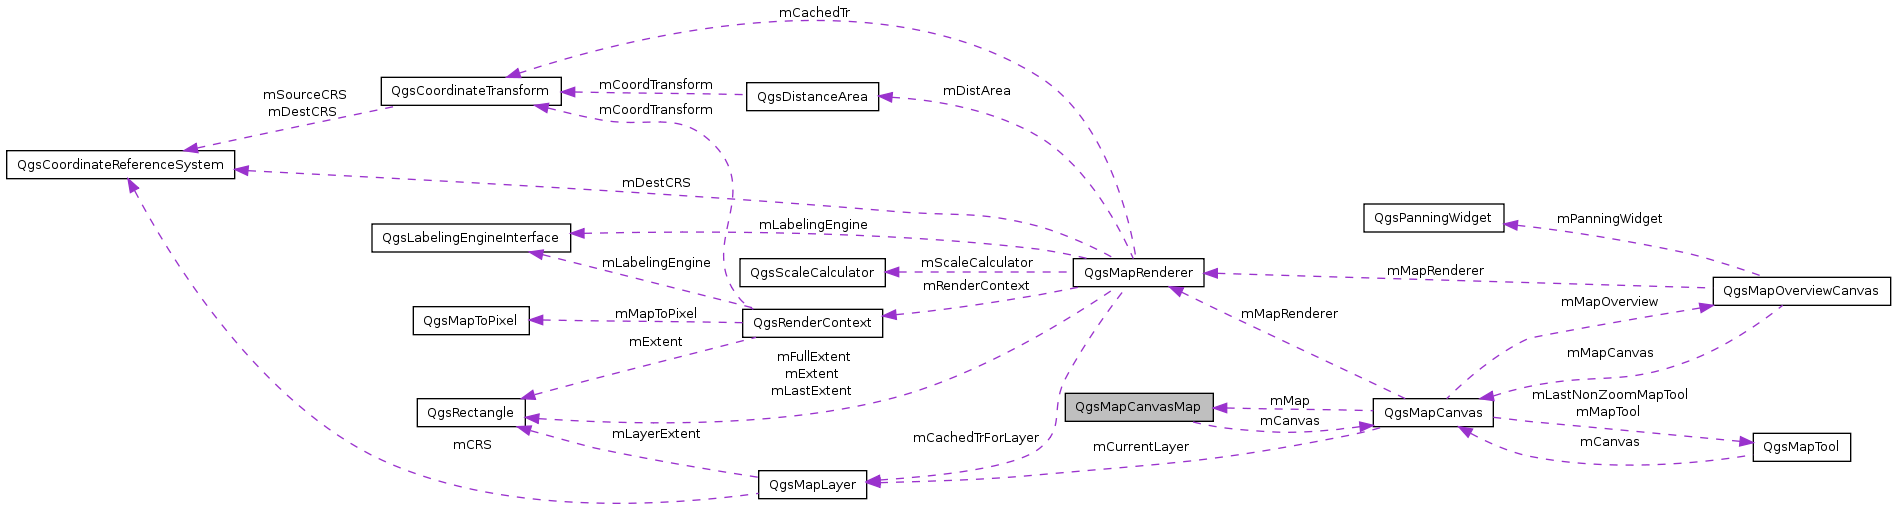 mCachedTr
QgsCoordinateTransform
mCoordTransform
QgsDistanceArea
mDistArea
mSourceCRS
mDestCRS
mCoordTransform
QgsCoordinateReferenceSystem
mDestCRS
QgsPanningWidget
mPanningWidget
mLabelingEngine
QgsLabelingEngineInterface
mLabelingEngine
QgsScaleCalculator
mScaleCalculator
QgsMapRenderer
mMapRenderer
mRenderContext
QgsMapOverviewCanvas
mMapOverview
QgsMapToPixel
mMapToPixel
QgsRenderContext
mMapRenderer
mExtent
mFullExtent
mExtent
mLastExtent
mMapCanvas
QgsRectangle
QgsMapCanvasMap
mMap
mCanvas
QgsMapCanvas
mLastNonZoomMapTool
mMapTool
mCRS
mLayerExtent
mCachedTrForLayer
mCurrentLayer
mCanvas
QgsMapTool
QgsMapLayer